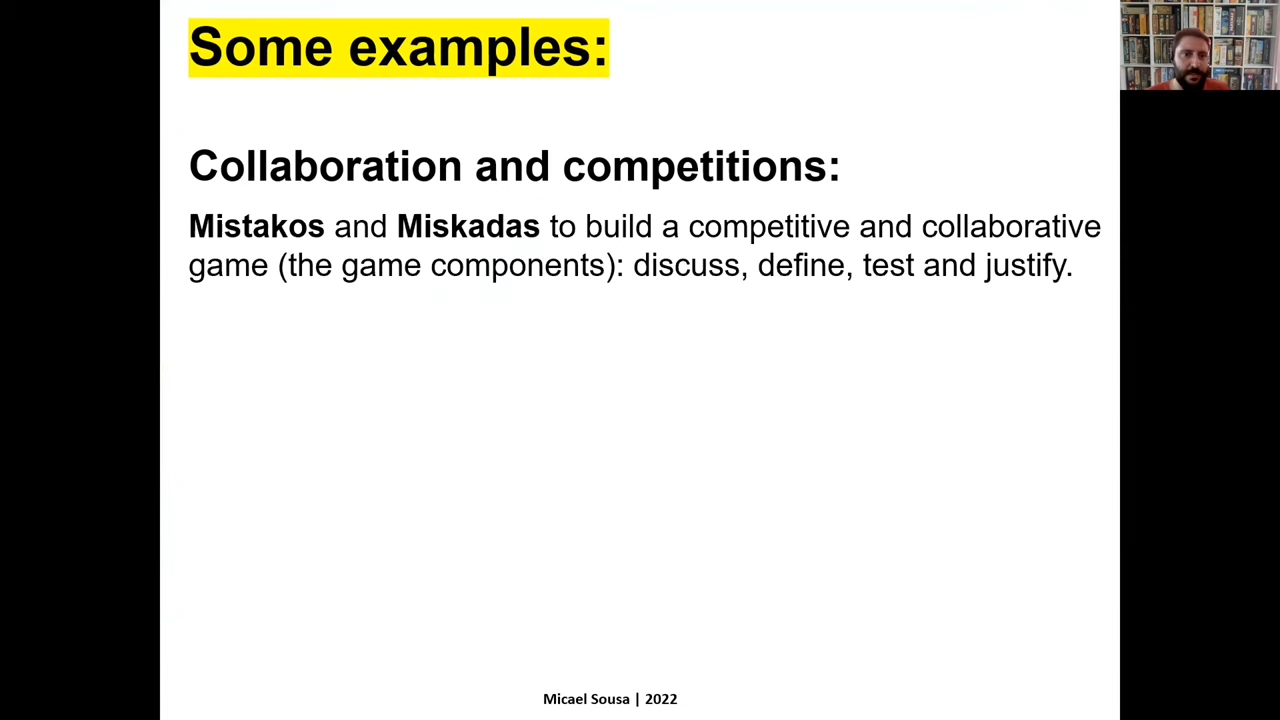 Some examples:
Collaboration and competitions:
Mistakos and Miskadas to build a competitive and collaborative
game (the game components): discuss, define, test and justify.
Micael Sousa | 2022